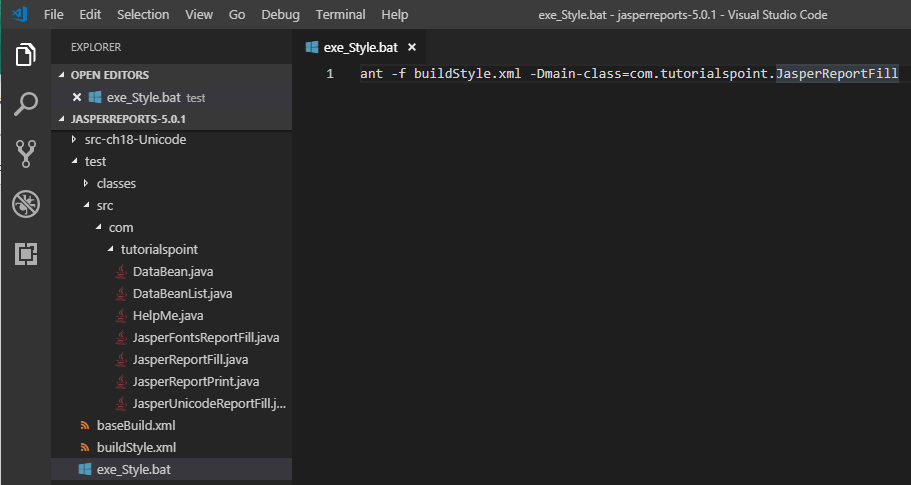 File Edit Selection View Go Debug Terminal Help exe_Style.bat - jasperreports-5.0.1 - Visual Studio Code
EXPLORER
OPEN EDITORS
exe_Style.bat test
JASPERREPORTS-5.0.1
src-ch18-Unicode
test
classes
src
com
tutorialspoint
DataBean.java
DataBeanList.java
HelpMe.java
JasperFontsReportFill.java
JasperReportFill.java
JasperReportPrint.java
JasperUnicodeReportFill.j...
baseBuild.xml
buildStyle.xml
exe_Style.bat
exe_Style.bat
1 ant -f buildStyle.xml -Dmain-class=com.tutorialspoint.JasperReportFill